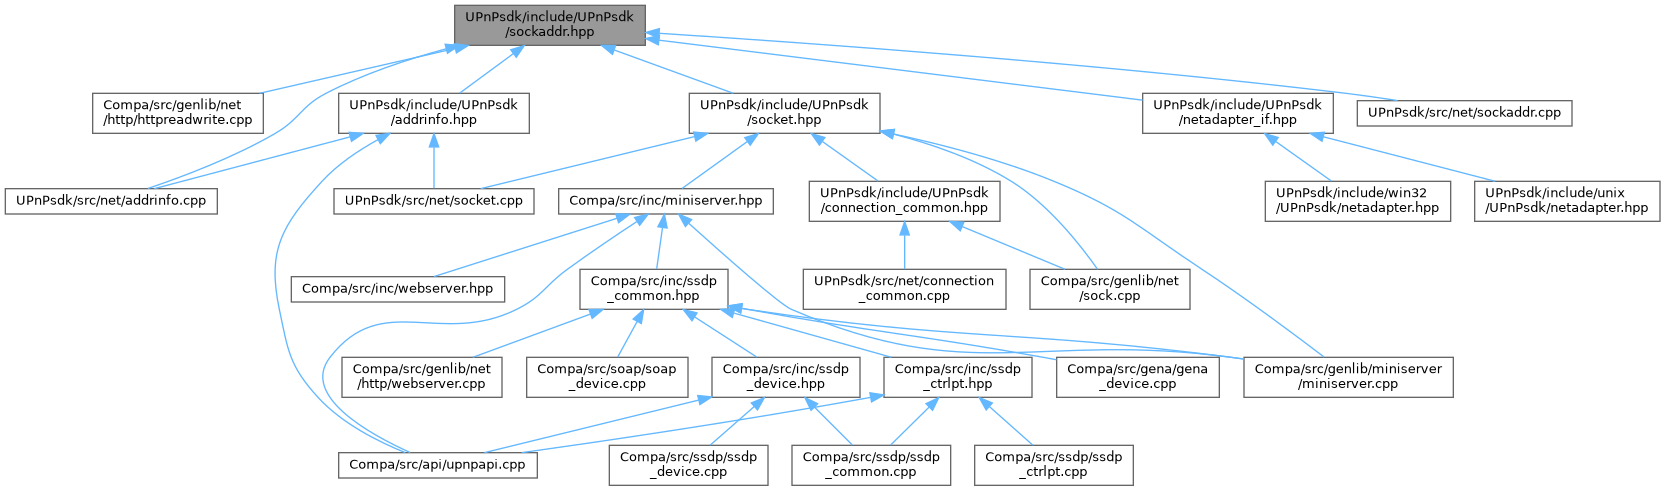 UPnPsdk/include/UPnPsdk
/sockaddr.hpp
Compa/src/genlib/net
/http/httpreadwrite.cpp
UPnPsdk/include/UPnPsdk
/addrinfo.hpp
UPnPsdk/include/UPnPsdk
/socket.hpp
UPnPsdk/include/UPnPsdk
/netadapter_if.hpp
UPnPsdk/src/net/sockaddr.cpp
UPnPsdk/src/net/addrinfo.cpp
UPnPsdk/src/net/socket.cpp
Compa/src/inc/miniserver.hpp
UPnPsdk/include/UPnPsdk
/connection_common.hpp
UPnPsdk/include/win32
/UPnPsdk/netadapter.hpp
UPnPsdk/include/unix
/UPnPsdk/netadapter.hpp
Compa/src/inc/webserver.hpp
Compa/src/inc/ssdp
_common.hpp
UPnPsdk/src/net/connection
_common.cpp
Compa/src/genlib/net
/sock.cpp
Compa/src/genlib/net
/http/webserver.cpp
Compa/src/soap/soap
_device.cpp
Compa/src/inc/ssdp
_device.hpp
Compa/src/inc/ssdp
_ctrlpt.hpp
Compa/src/gena/gena
_device.cpp
Compa/src/genlib/miniserver
/miniserver.cpp
Compa/src/api/upnpapi.cpp
Compa/src/ssdp/ssdp
_device.cpp
Compa/src/ssdp/ssdp
_common.cpp
Compa/src/ssdp/ssdp
_ctrlpt.cpp